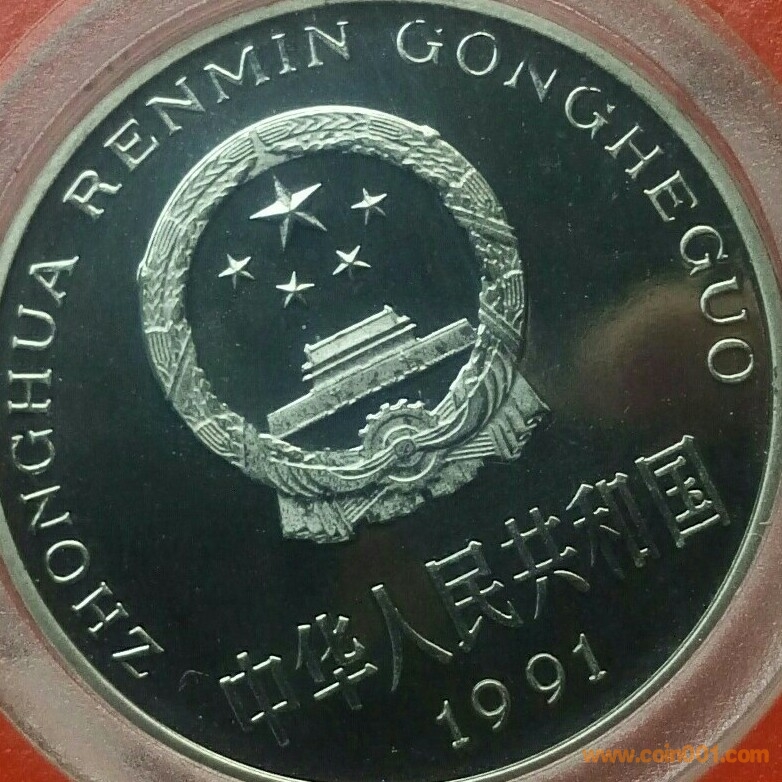 ZHONGHUA RENMIN GONGHEGUO
中华人民共和国
1991
www.coin001.com